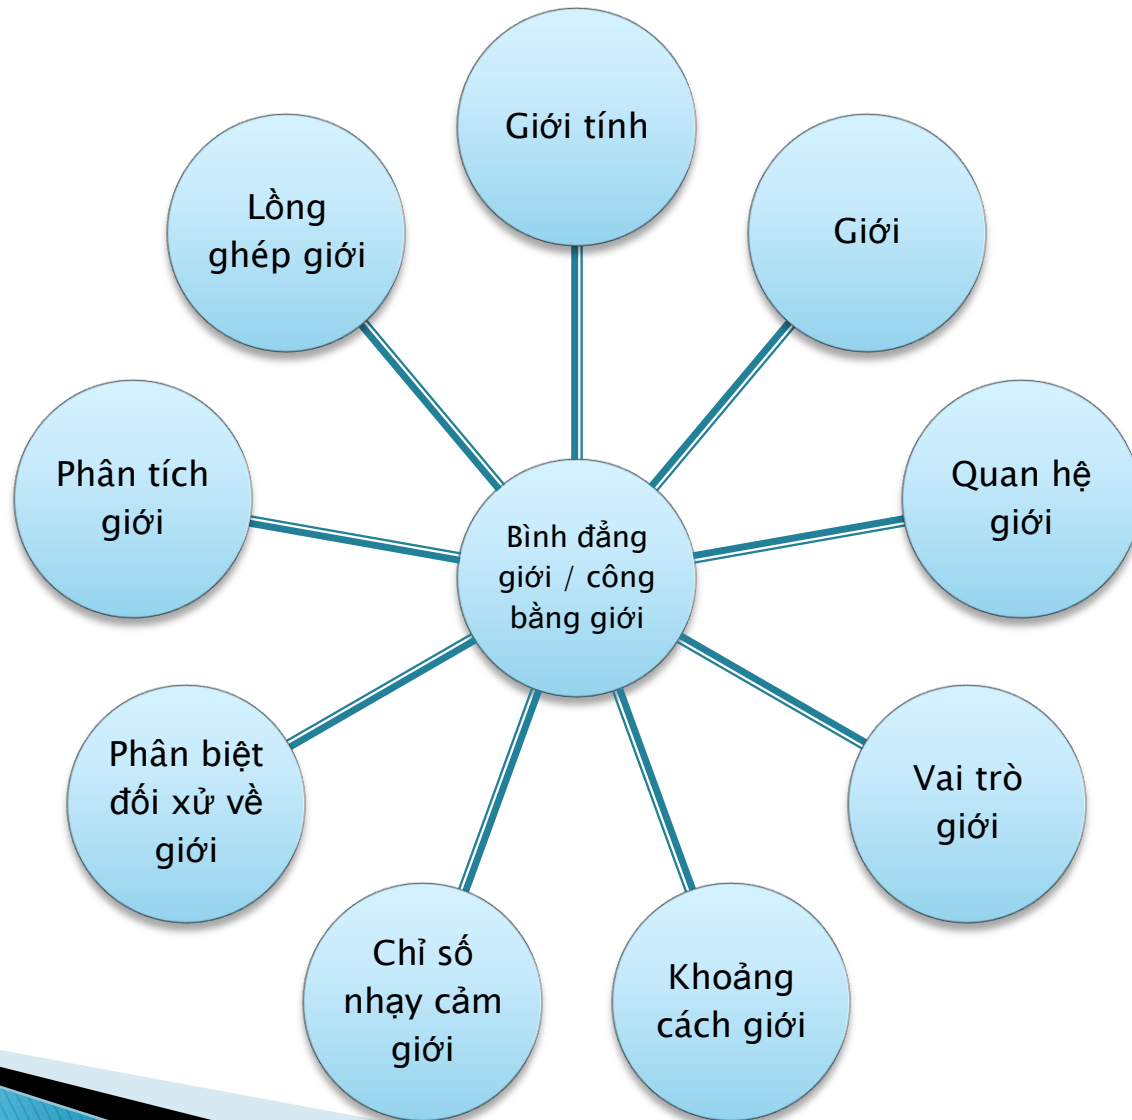 Giới tính
Giới
Quan hệ
giới
Vai trò
giới
Khoảng
cách giới
Chỉ số
nhạy cảm
giới
Phân biệt
đối xử về
giới
Phân tích
giới
Lồng
ghép giới
Bình đẳng
giới / công
bằng giới